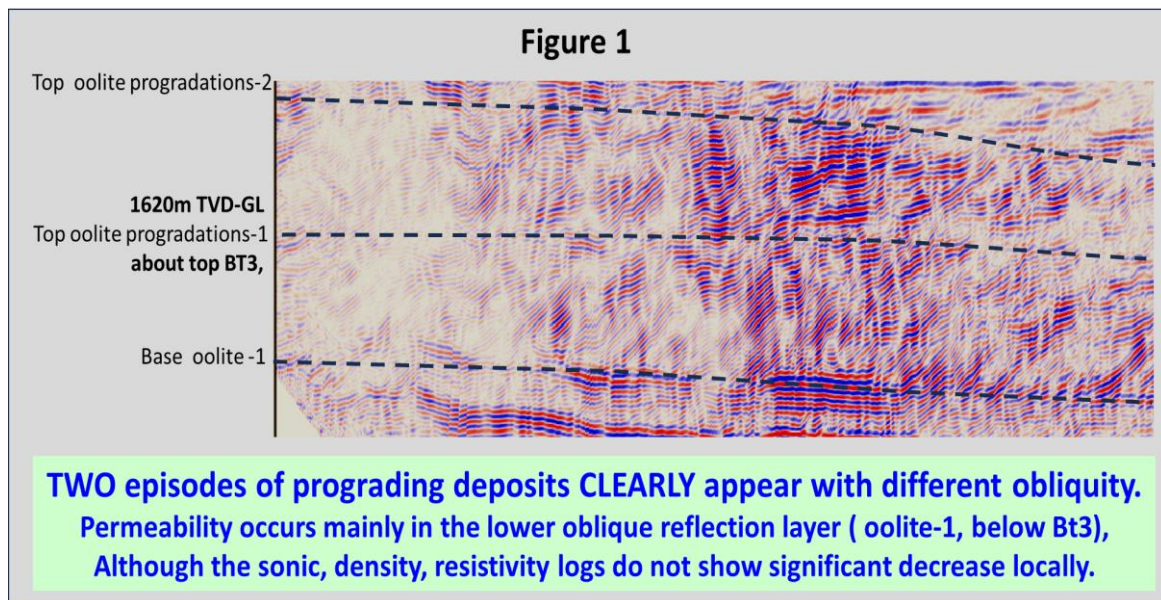 Figure 1
Top oolite progradations-2
1620m TVD-GL
Top oolite progradations-1
about top BT3,
Base oolite -1
TWO episodes of prograding deposits CLEARLY appear with different obliquity.
Permeability occurs mainly in the lower oblique reflection layer ( oolite-1, below Bt3),
Although the sonic, density, resistivity logs do not show significant decrease locally.